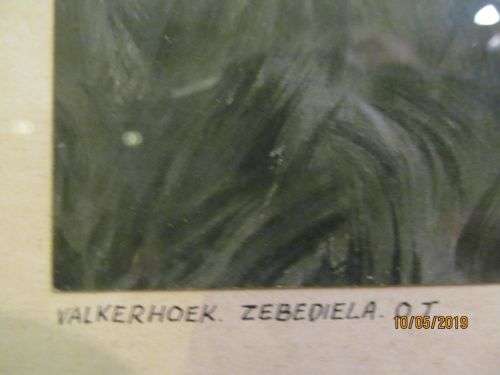 VALKERHOEK. ZEBEDIELA. O.T.
10/05/2019